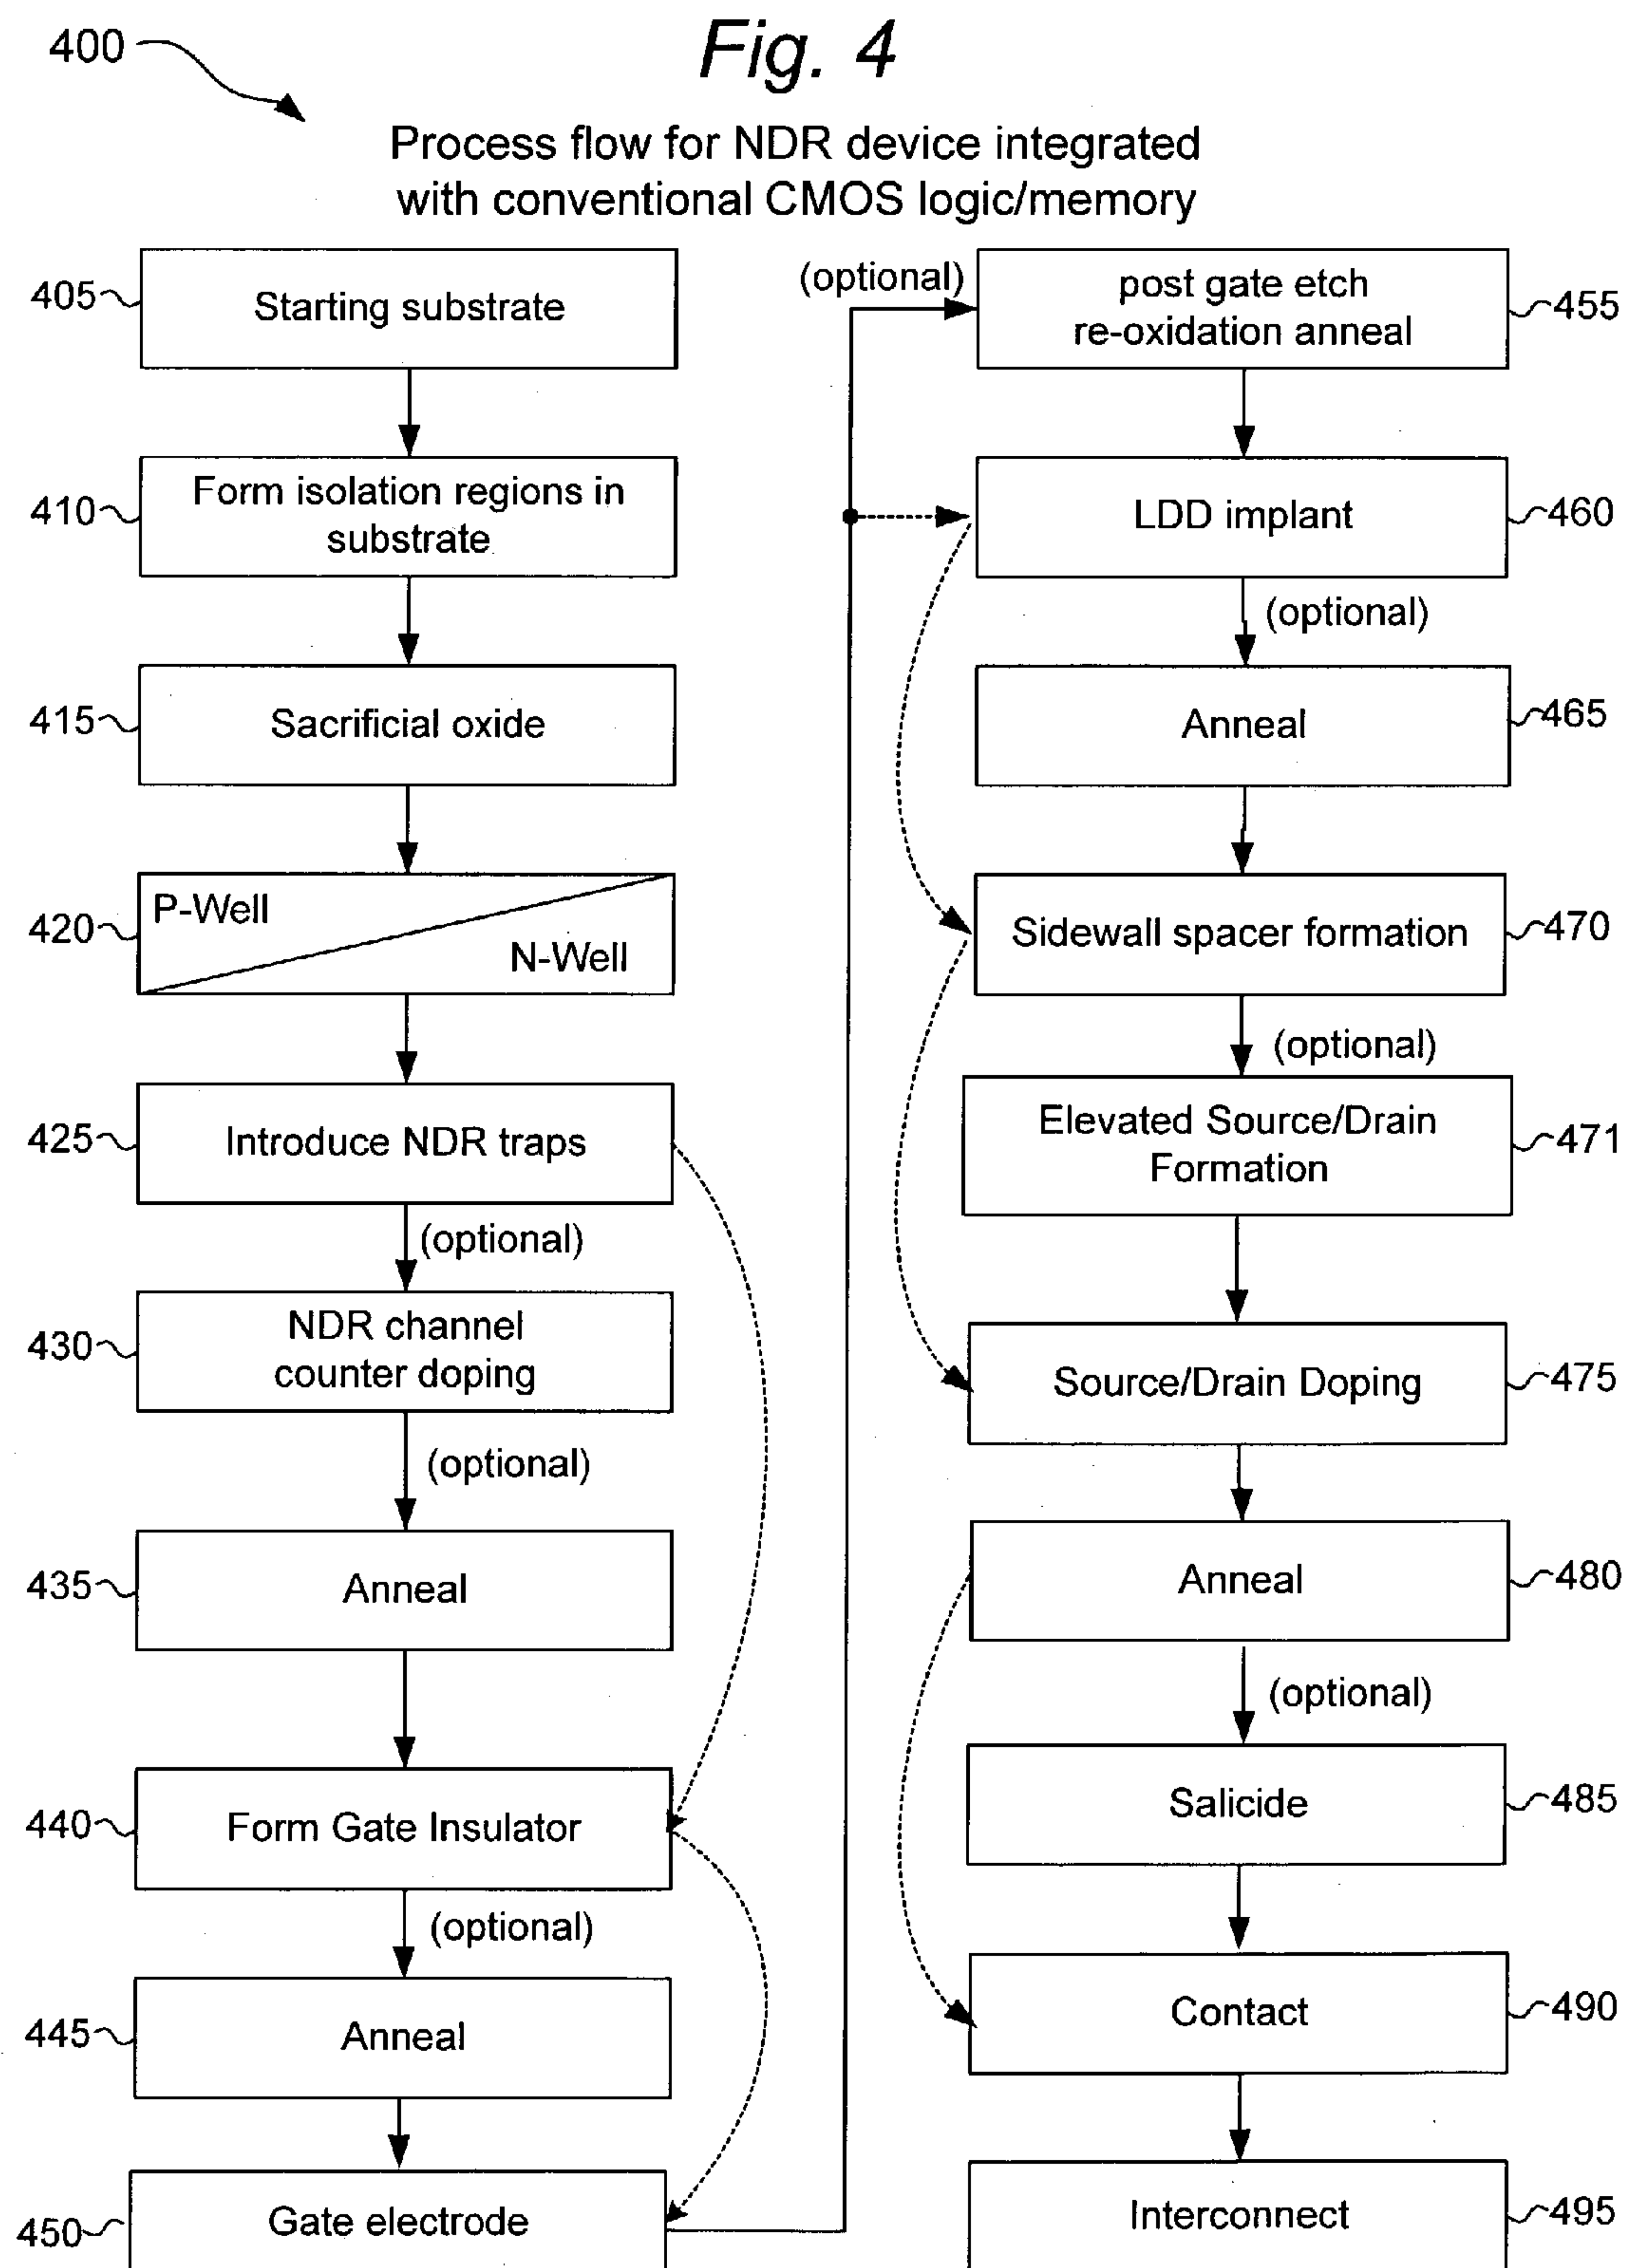 400
Fig. 4
Process flow for NDR device integrated
with conventional CMOS logic/memory
405
Starting substrate
410
Form isolation regions in
substrate
415
Sacrificial oxide
420
P-Well
N-Well
425
Introduce NDR traps
(optional)
430
NDR channel
counter doping
(optional)
435
Anneal
440
Form Gate Insulator
(optional)
445
Anneal
450
Gate electrode
(optional)
post gate etch
re-oxidation anneal
455
LDD implant
460
(optional)
Anneal
465
Sidewall spacer formation
470
(optional)
Elevated Source/Drain
Formation
471
Source/Drain Doping
475
Anneal
480
(optional)
Salicide
485
Contact
490
Interconnect
495